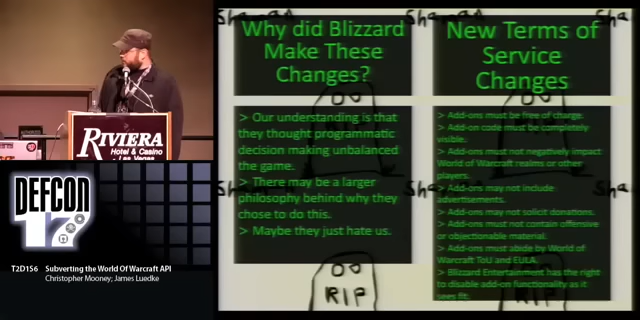 Shaman
Shaman
Sha
Why did Blizzard
Make These
Changes?
New Terms of
Service
Changes
> Our understanding is that
they thought programmatic
decision making unbalanced
the game.
> There may be a larger
philosophy behind why they
chose to do this.
> Maybe they just hate us.
> Add-ons must be free of charge.
> Add-on code must be completely
visible.
> Add-ons must not negatively impact
World of Warcraft realms or other
players.
> Add-ons may not include
advertisements.
> Add-ons may not solicit donations.
> Add-ons must not contain offensive
or objectionable material.
> Add-ons must abide by World of
Warcraft ToU and EULA.
> Blizzard Entertainment has the right
to disable add-on functionality as it
sees fit.
Sha
Sha
Sha
RIP
RIP
RIVIERA
Hotel & Casino
Las Vegas
DEFCON
17
T2D156 Subverting the World Of Warcraft API
Christopher Mooney; James Luedke